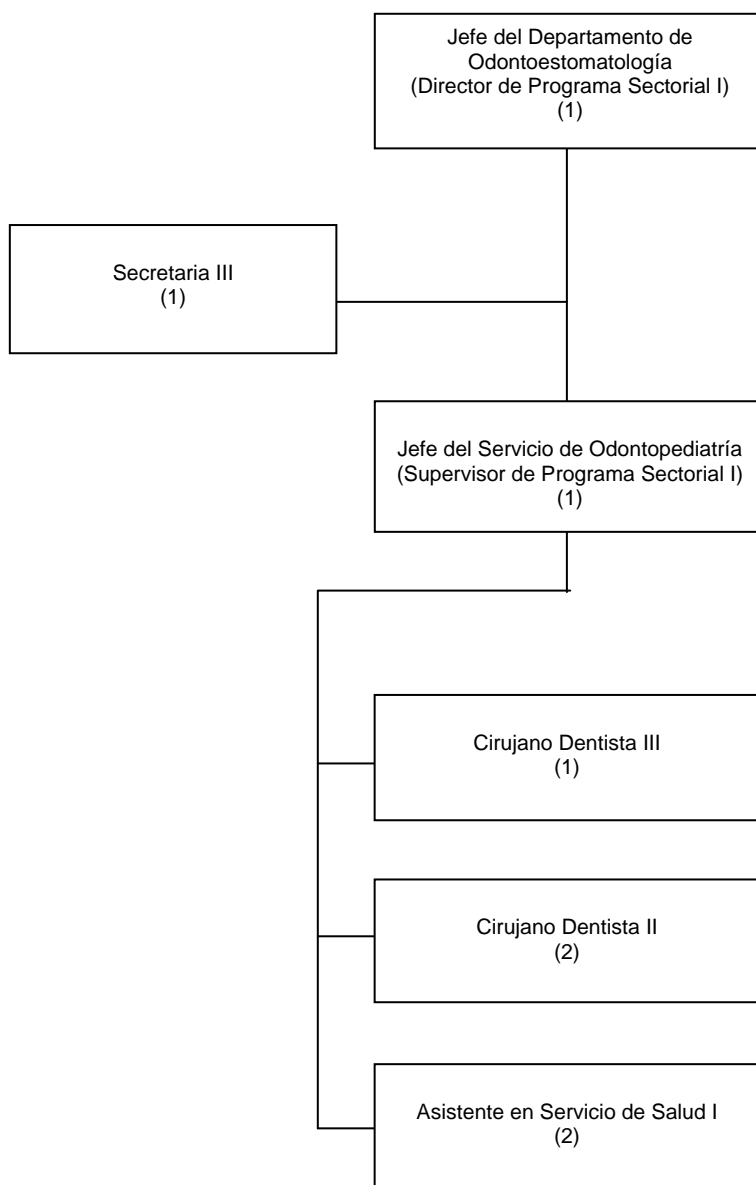 Jefe del Departamento de
Odontoestomatología
(Director de Programa Sectorial I)
(1)
Secretaria III
(1)
Jefe del Servicio de Odontopediatría
(Supervisor de Programa Sectorial I)
(1)
Cirujano Dentista III
(1)
Cirujano Dentista II
(2)
Asistente en Servicio de Salud I
(2)